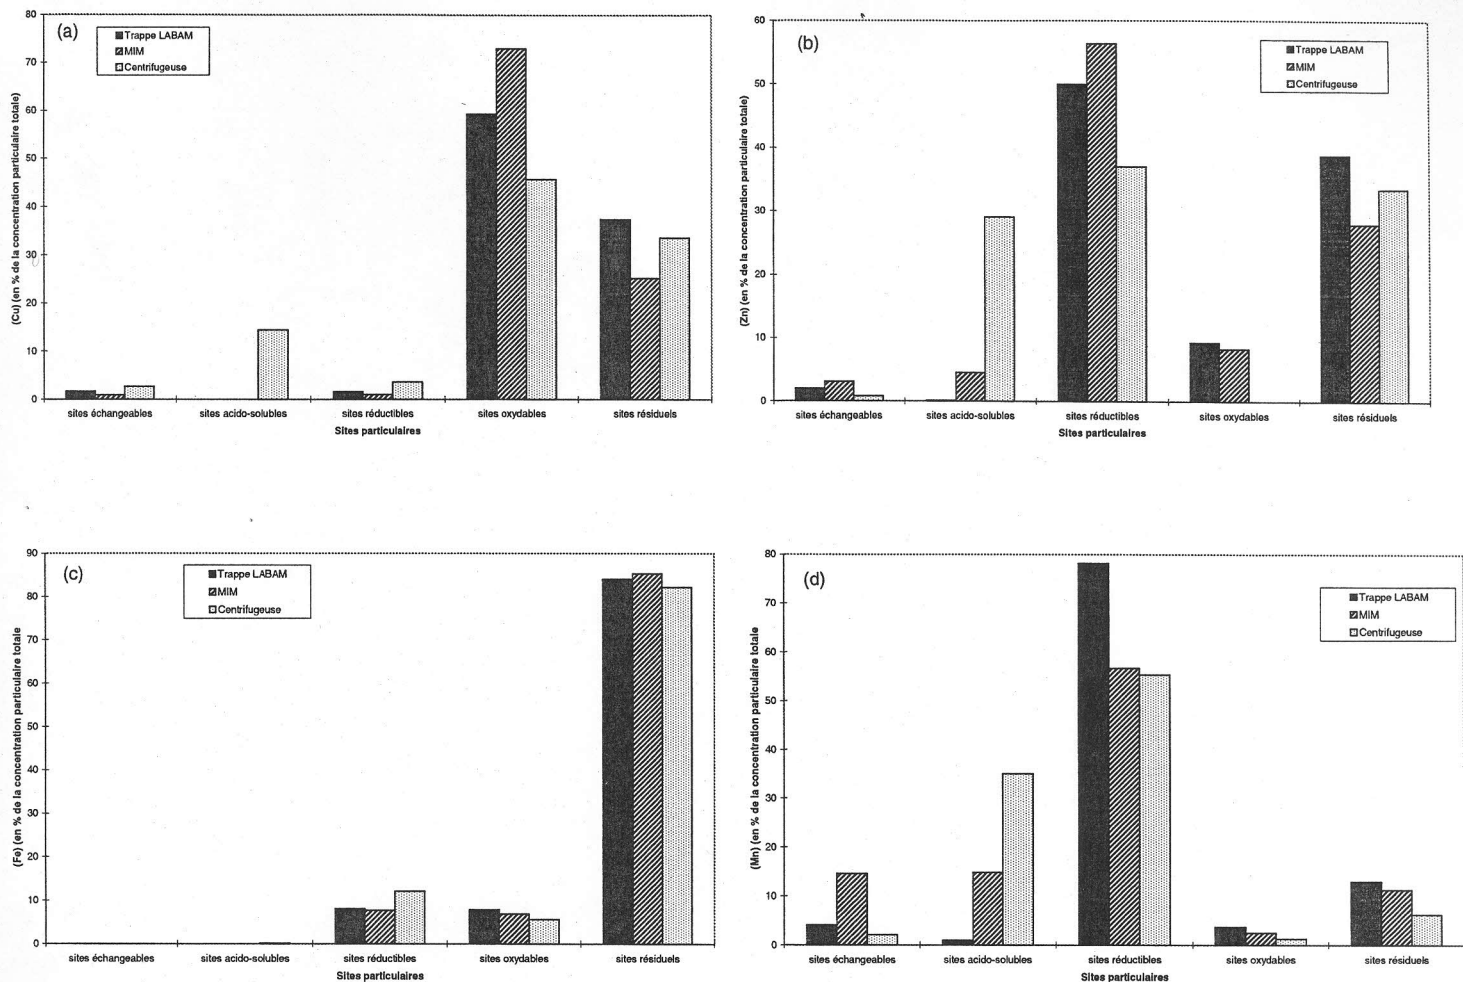 (a)
Trappe LABAM
MIM
Centrifugeuse
(Cu) (en % de la concentration particulaire totale)
80
70
60
50
40
30
20
10
0
sites échangeables
sites acido-solubles
sites réductibles
sites oxydables
sites résiduels
Sites particulaires
(b)
Trappe LABAM
MIM
Centrifugeuse
(Zn) (en % de la concentration particulaire totale)
60
50
40
30
20
10
0
sites échangeables
sites acido-solubles
sites réductibles
sites oxydables
sites résiduels
Sites particulaires
(c)
Trappe LABAM
MIM
Centrifugeuse
(Fe) (en % de la concentration particulaire totale
90
80
70
60
50
40
30
20
10
0
sites échangeables
sites acido-solubles
sites réductibles
sites oxydables
sites résiduels
Sites particulaires
(d)
Trappe LABAM
MIM
Centrifugeuse
(Mn) (en % de la concentration particulaire totale
80
70
60
50
40
30
20
10
0
sites échangeables
sites acido-solubles
sites réductibles
sites oxydables
sites résiduels
Sites particulaires